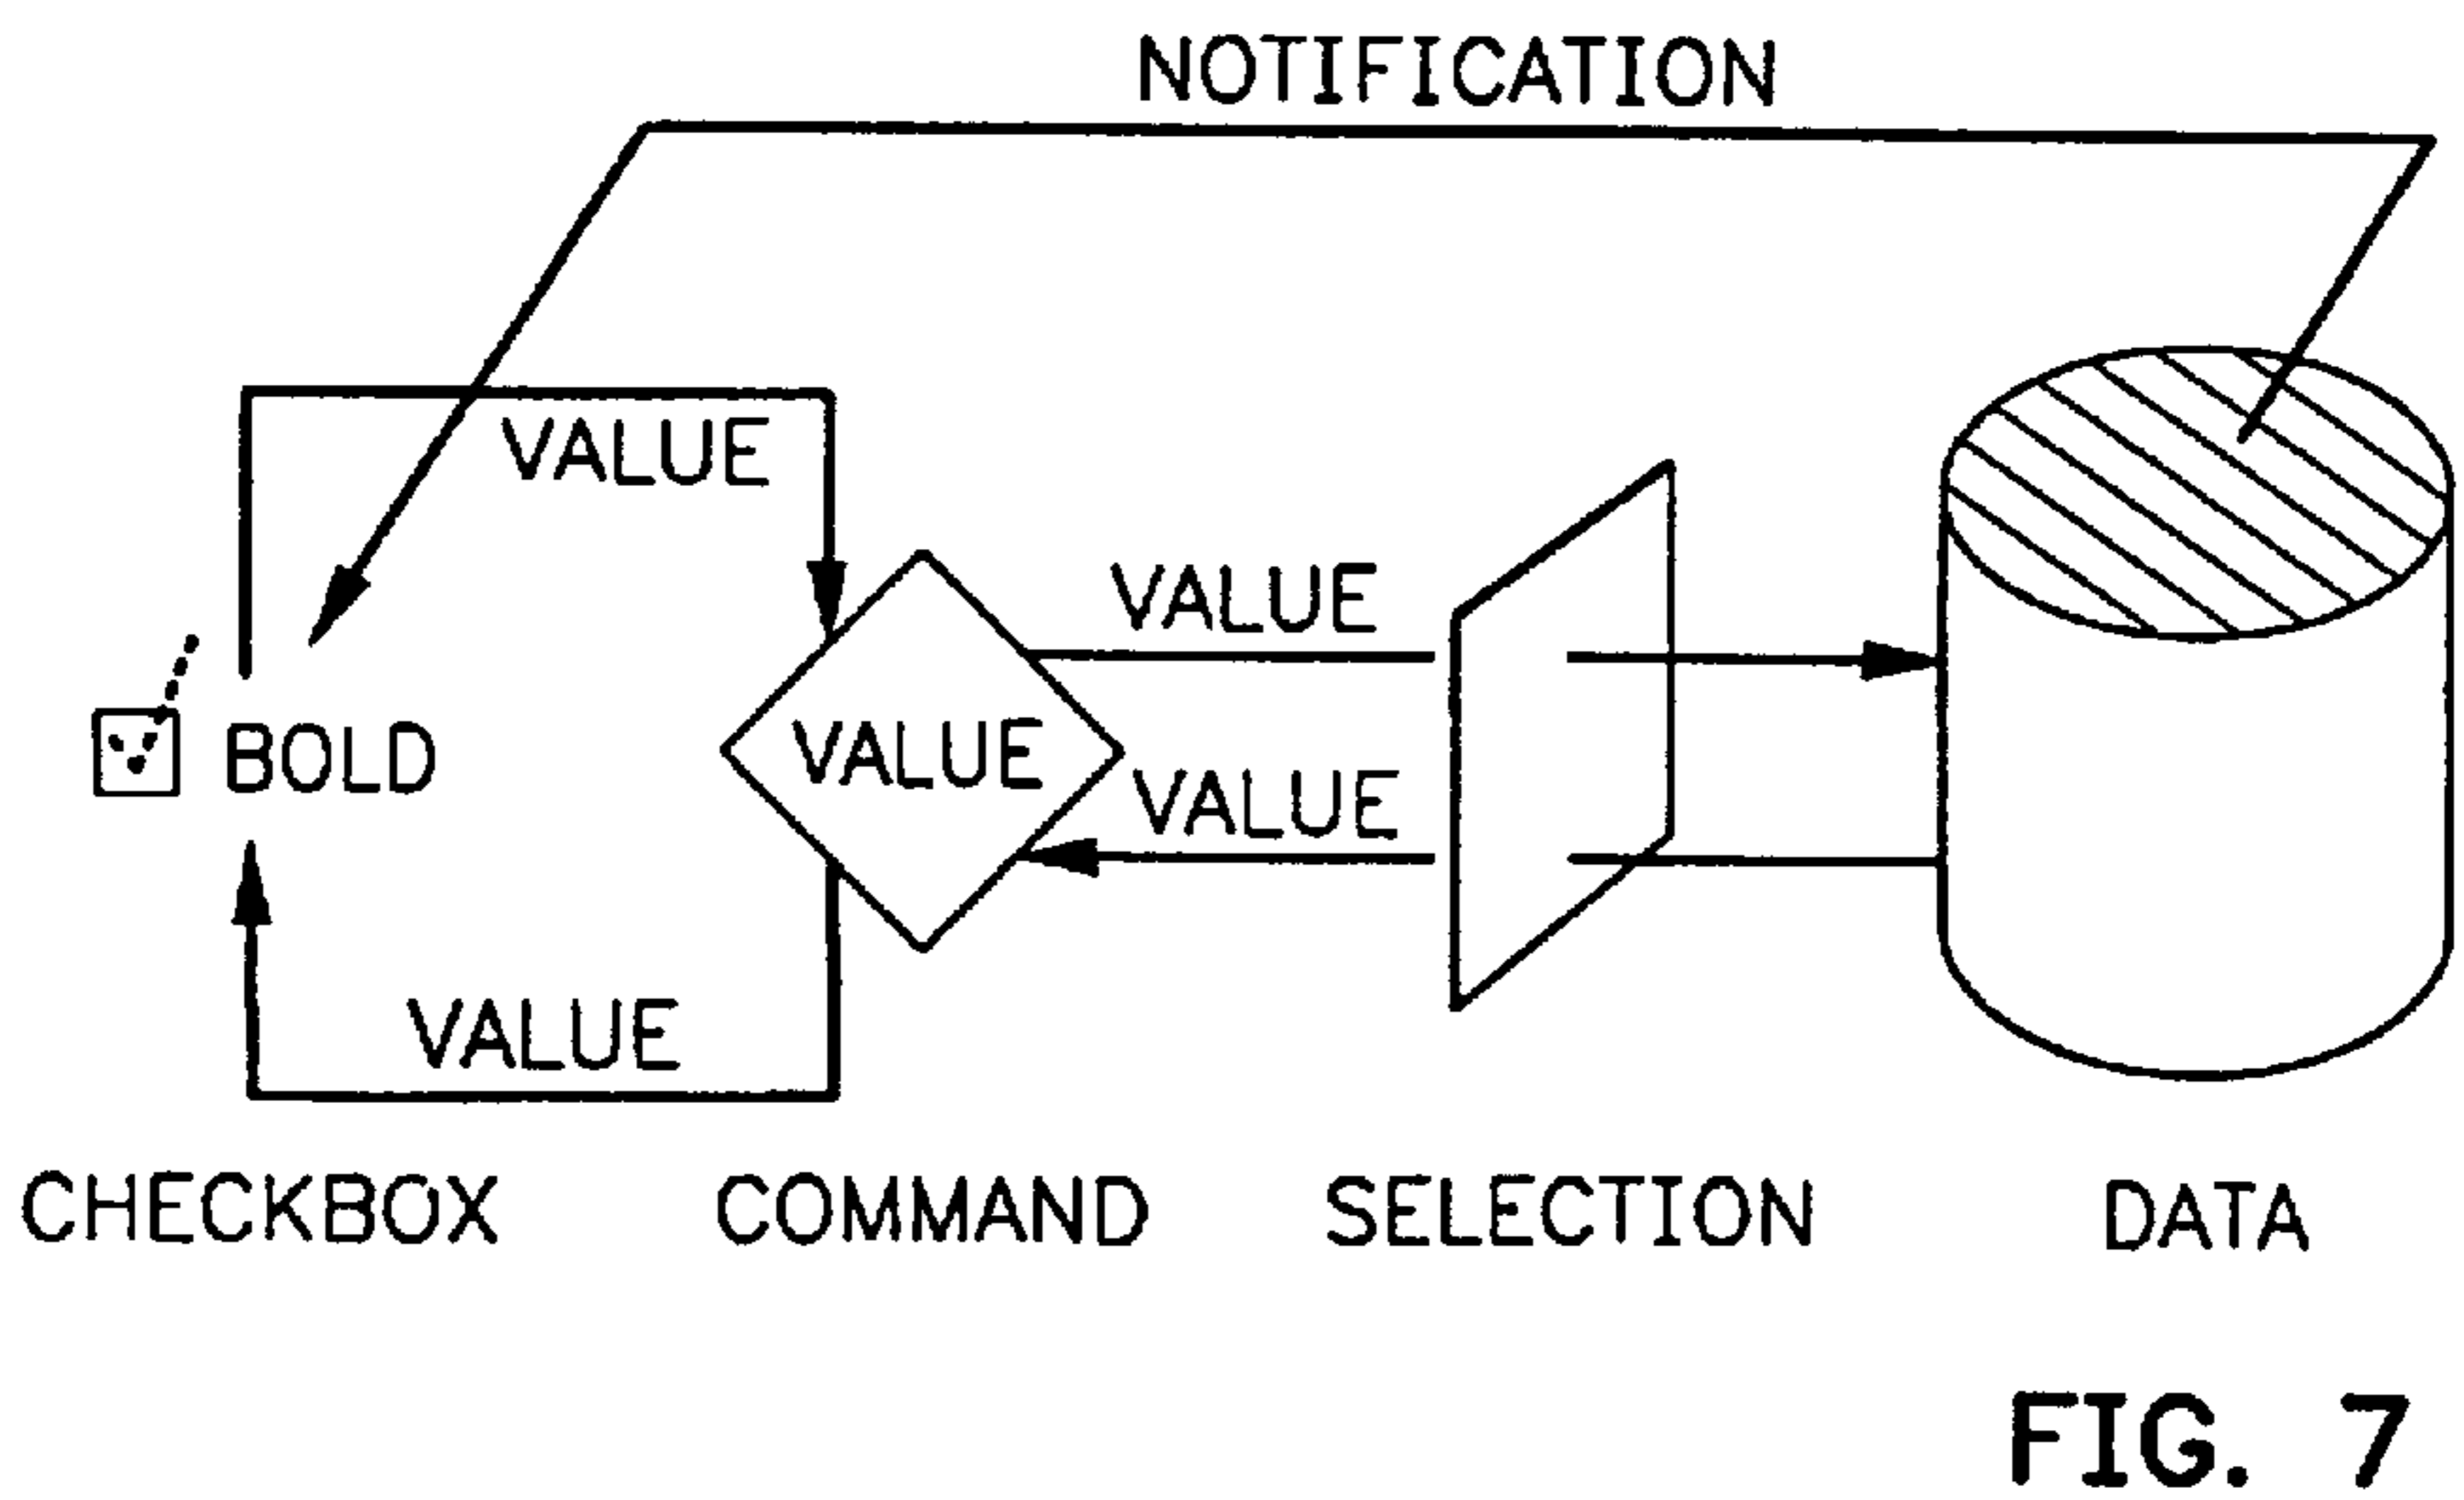 NOTIFICATION
VALUE
VALUE
BOLD
VALUE
VALUE
VALUE
CHECKBOX COMMAND SELECTION DATA
FIG. 7